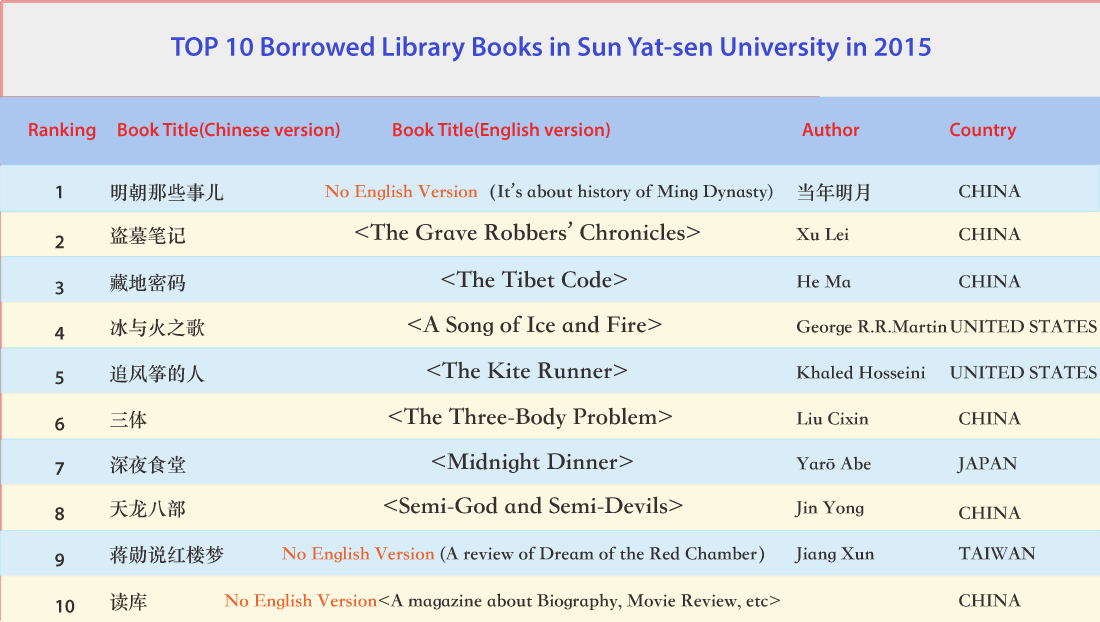 TOP 10 Borrowed Library Books in Sun Yat-sen University in 2015
Ranking Book Title(Chinese version) Book Title(English version) Author Country
1 明朝那些事儿 No English Version (It's about history of Ming Dynasty) 当年明月 CHINA
2 盗墓笔记 <The Grave Robbers' Chronicles> Xu Lei CHINA
3 藏地密码 <The Tibet Code> He Ma CHINA
4 冰与火之歌 <A Song of Ice and Fire> George R.R.Martin UNITED STATES
5 追风筝的人 <The Kite Runner> Khaled Hosseini UNITED STATES
6 三体 <The Three-Body Problem> Liu Cixin CHINA
7 深夜食堂 <Midnight Dinner> Yarō Abe JAPAN
8 天龙八部 <Semi-God and Semi-Devils> Jin Yong CHINA
9 蒋勋说红楼梦 No English Version (A review of Dream of the Red Chamber) Jiang Xun TAIWAN
10 读库 No English Version<A magazine about Biography, Movie Review, etc> CHINA